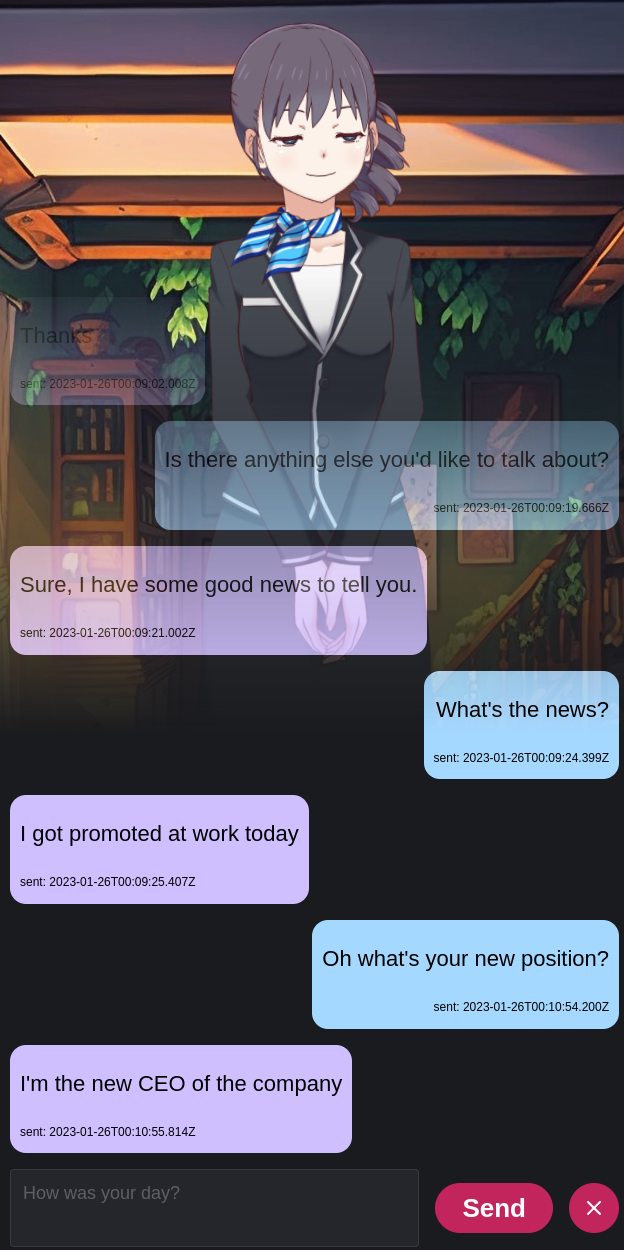 Thanks
sent: 2023-01-26T00:09:02.008Z
Is there anything else you'd like to talk about?
sent: 2023-01-26T00:09:19.666Z
Sure, I have some good news to tell you.
sent: 2023-01-26T00:09:21.002Z
What's the news?
sent: 2023-01-26T00:09:24.399Z
I got promoted at work today
sent: 2023-01-26T00:09:25.407Z
Oh what's your new position?
sent: 2023-01-26T00:10:54.200Z
I'm the new CEO of the company
sent: 2023-01-26T00:10:55.814Z
How was your day?
Send